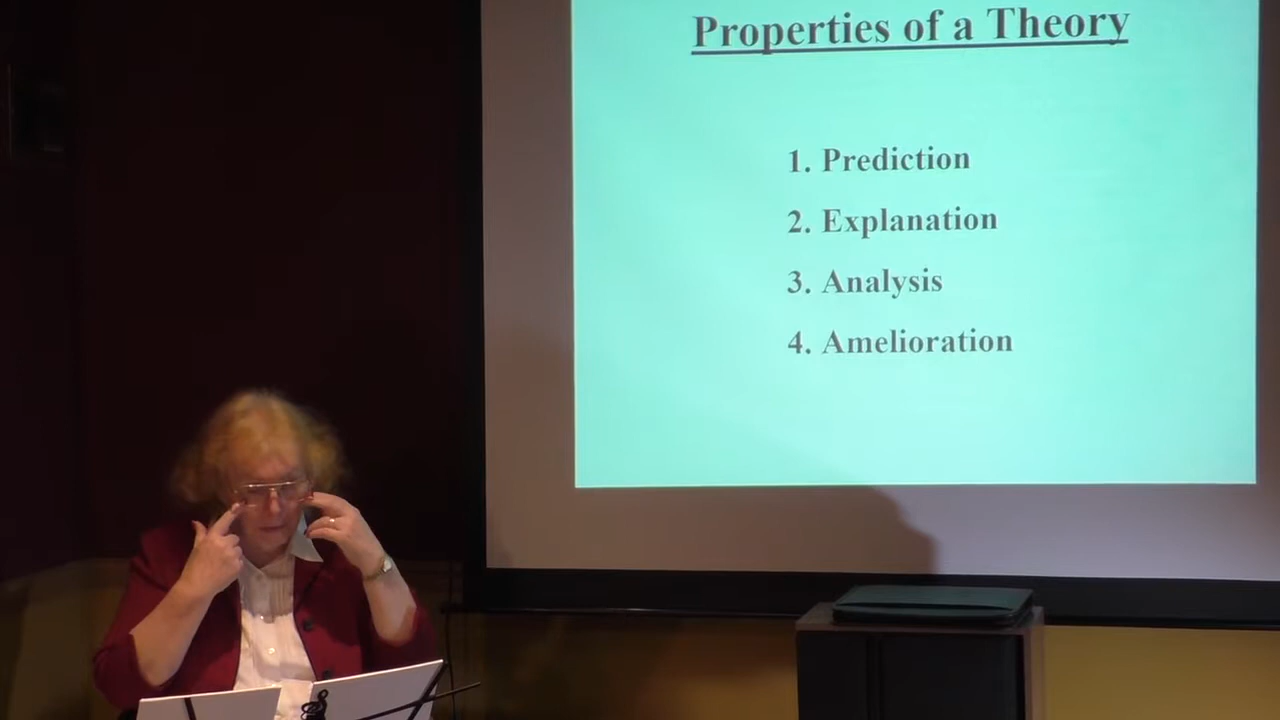 Properties of a Theory
1. Prediction
2. Explanation
3. Analysis
4. Amelioration